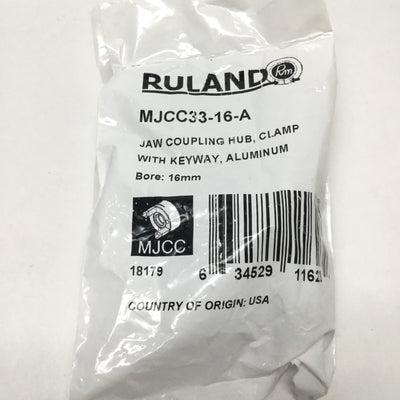 RULAND Rm
MJCC33-16-A
JAW COUPLING HUB, CLAMP
WITH KEYWAY, ALUMINUM
Bore: 16mm
MJCC
18179
6 34529 1162
COUNTRY OF ORIGIN: USA